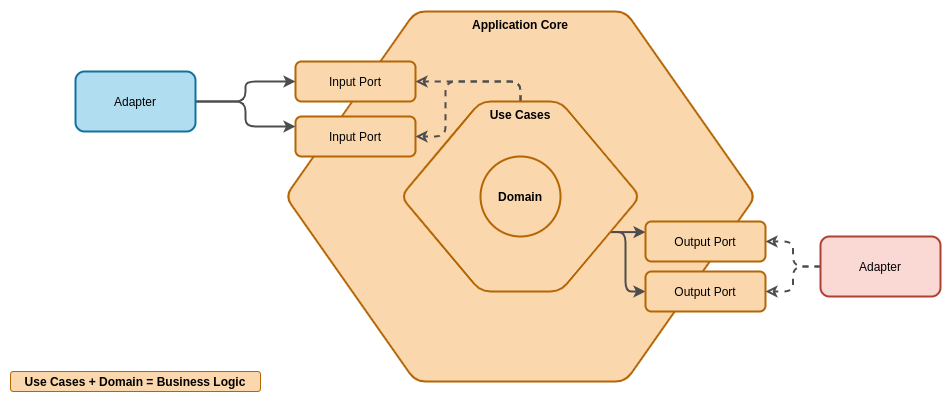 Application Core
Input Port
Adapter
Input Port
Use Cases
Domain
Output Port
Adapter
Output Port
Use Cases + Domain = Business Logic